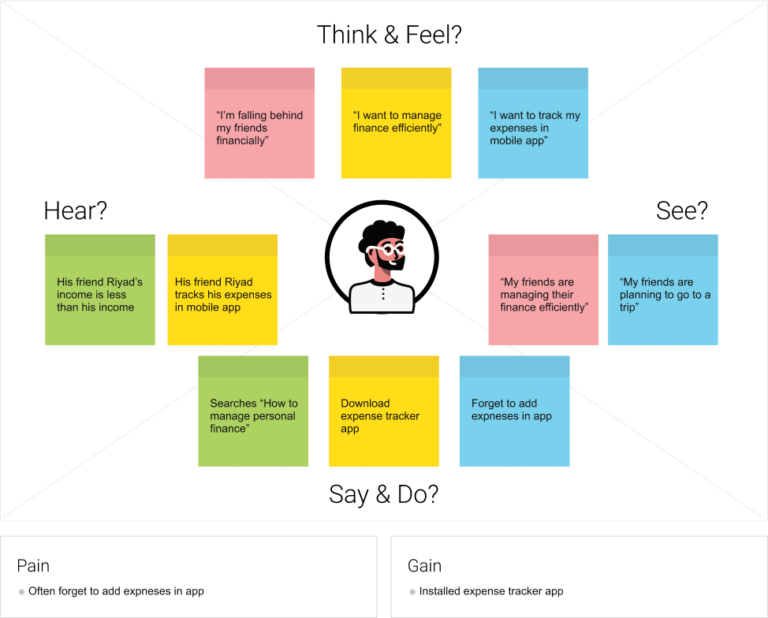 Think & Feel?
“I’m falling behind
my friends
financially”
“I want to manage
finance efficiently”
“I want to track my
expenses in
mobile app”
Hear?
See?
His friend Riyad’s
income is less
than his income
His friend Riyad
tracks his expenses
in mobile app
“My friends are
managing their
finance efficiently”
“My friends are
planning to go to a
trip”
Searches “How to
manage personal
finance”
Download
expense tracker
app
Forget to add
expneses in app
Say & Do?
Pain
Often forget to add expneses in app
Gain
Installed expense tracker app